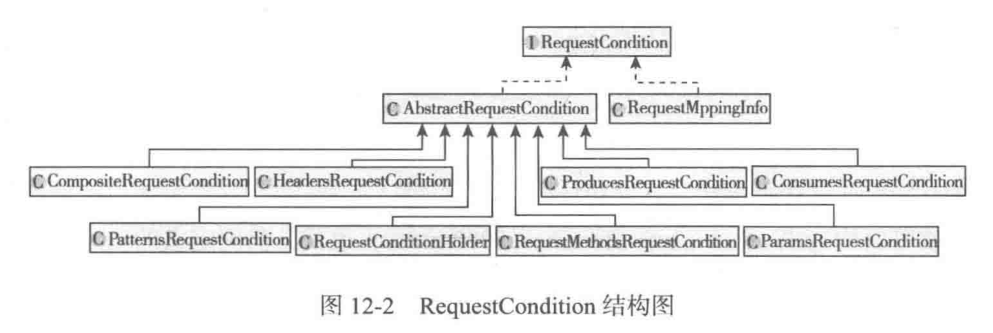 I RequestCondition
C AbstractRequestCondition
C RequestMppingInfo
C CompositeRequestCondition
C HeadersRequestCondition
C ProducesRequestCondition
C ConsumesRequestCondition
C PatternsRequestCondition
C RequestConditionHolder
C RequestMethodsRequestCondition
C ParamsRequestCondition
图 12-2 RequestCondition 结构图